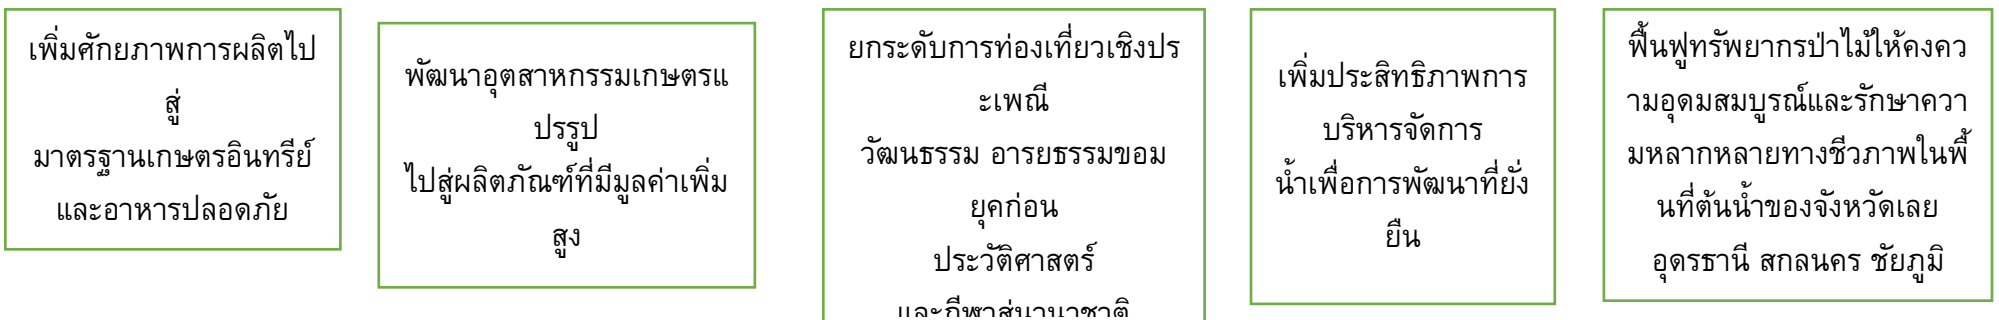 เพิ่มศักยภาพการผลิตไป
สู่
มาตรฐานเกษตรอินทรีย์
และอาหารปลอดภัย
พัฒนาอุตสาหกรรมเกษตรแ
ปรรูป
ไปสู่ผลิตภัณฑ์ที่มีมูลค่าเพิ่ม
สูง
ยกระดับการท่องเที่ยวเชิงปร
ะเพณี
วัฒนธรรม อารยธรรมขอม
ยุคก่อน
ประวัติศาสตร์
และกีฬาสู่นานาชาติ
เพิ่มประสิทธิภาพการ
บริหารจัดการ
น้ำเพื่อการพัฒนาที่ยั่ง
ยืน
ฟื้นฟูทรัพยากรป่าไม้ให้คงคว
ามอุดมสมบูรณ์และรักษาควา
มหลากหลายทางชีวภาพในพื้
นที่ต้นน้ำของจังหวัดเลย
อุดรธานี สกลนคร ชัยภูมิ